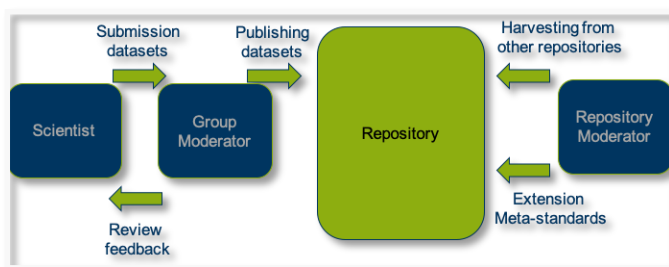 Submission
datasets
Publishing
datasets
Harvesting from
other repositories
Scientist
Group
Moderator
Repository
Repository
Moderator
Review
feedback
Extension
Meta-standards